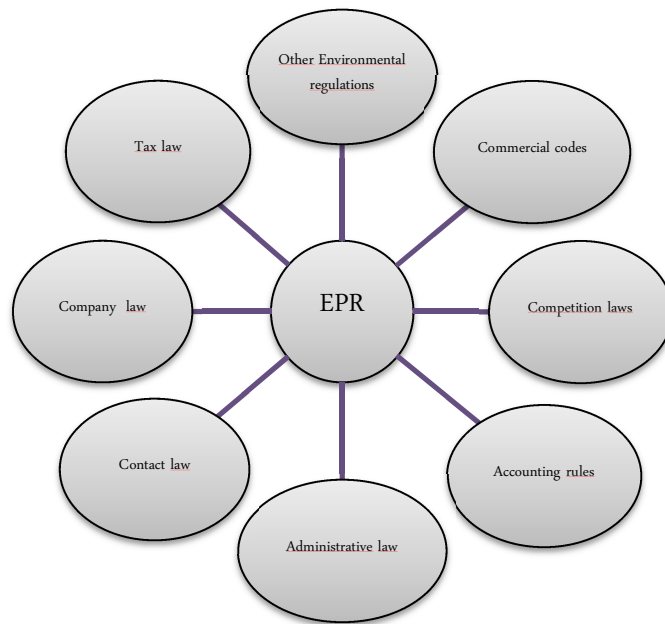 Other Environmental
regulations
Tax law
Commercial codes
Company law
EPR
Competition laws
Contact law
Accounting rules
Administrative law